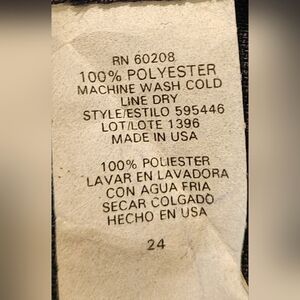 RN 60208
100% POLYESTER
MACHINE WASH COLD
LINE DRY
STYLE/ESTILO 595446
LOT/LOTE 1396
MADE IN USA
100% POLIESTER
LAVAR EN LAVADORA
CON AGUA FRIA
SECAR COLGADO
HECHO EN USA
24